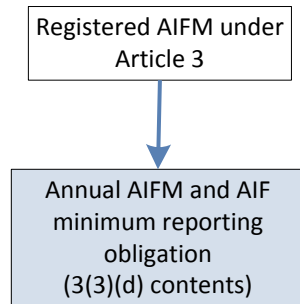 Registered AIFM under
Article 3
Annual AIFM and AIF
minimum reporting
obligation
(3(3)(d) contents)